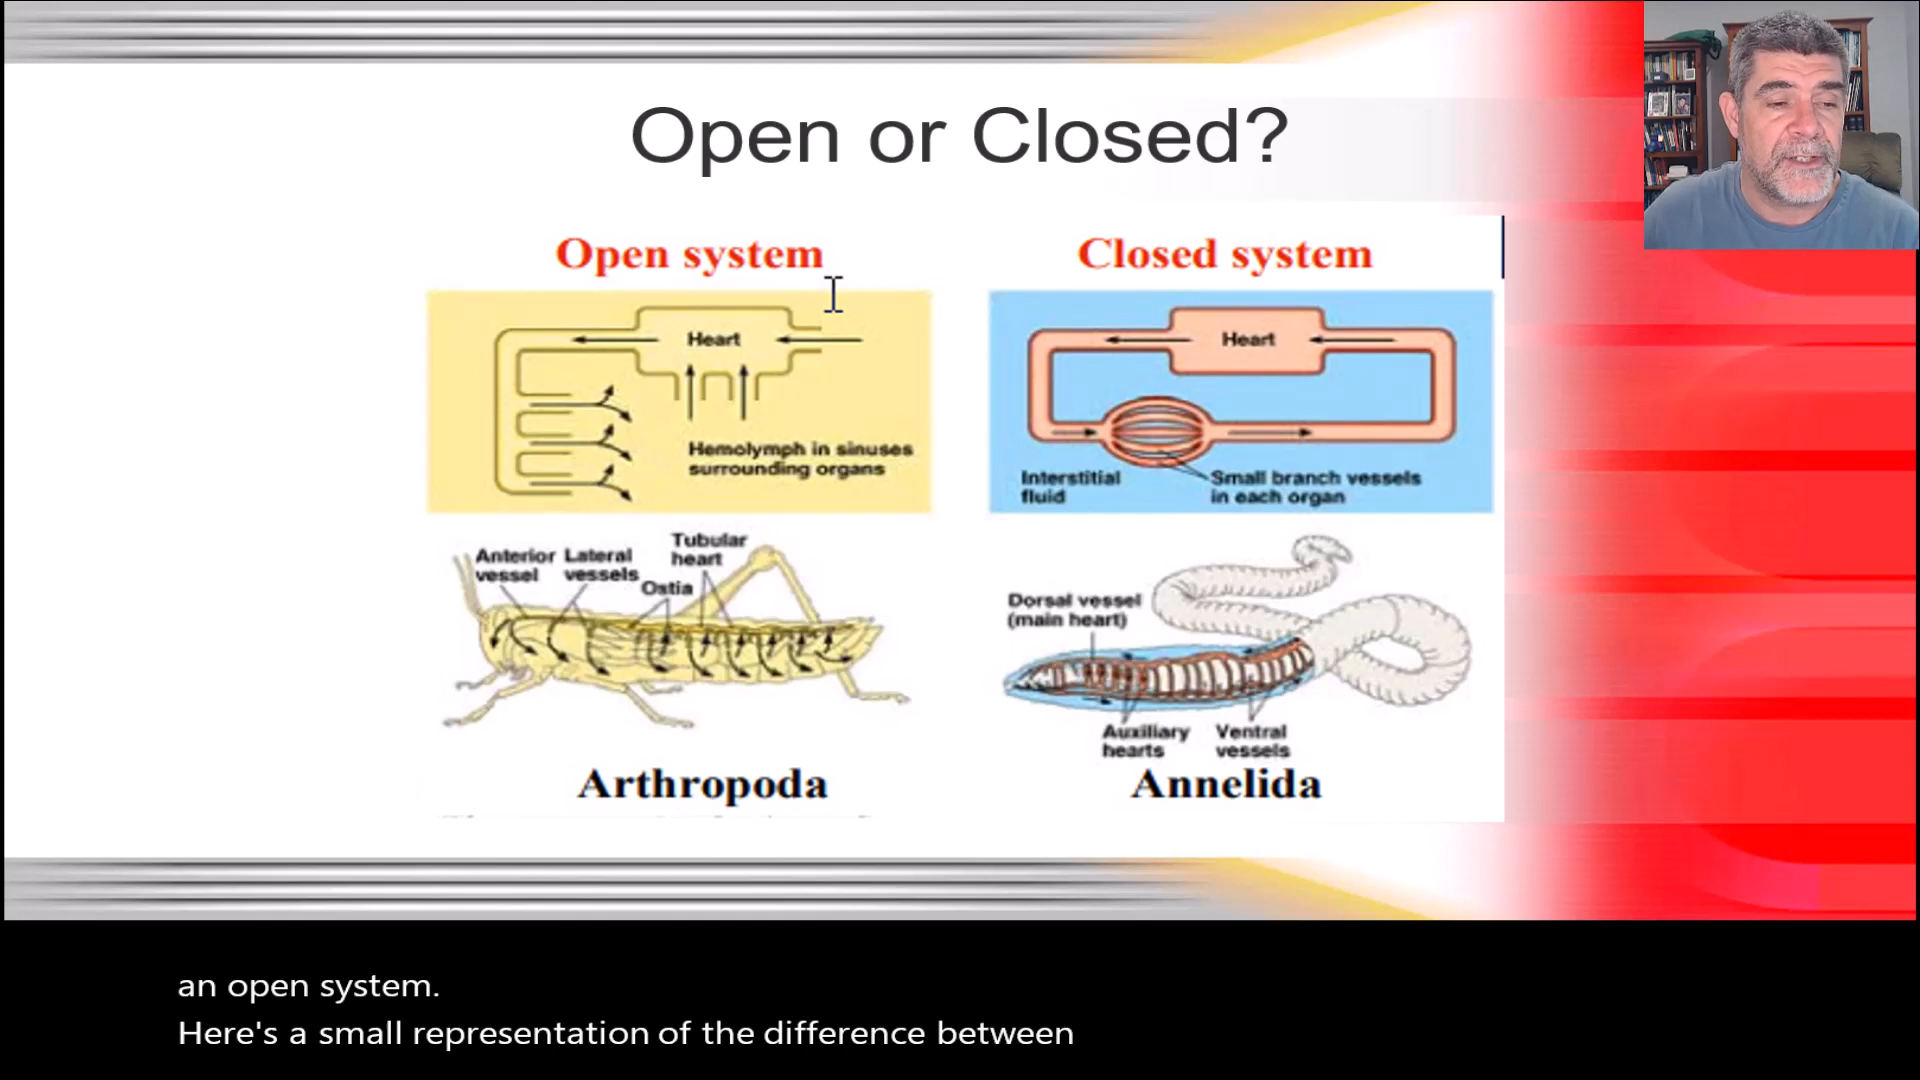 Open or Closed?
Open system
Heart
Hemolymph in sinuses
surrounding organs
Anterior
vessel
Lateral
vessels
Tubular
heart
Ostia
Arthropoda
Closed system
Heart
Interstitial
fluid
Small branch vessels
in each organ
Dorsal vessel
(main heart)
Auxiliary
hearts
Ventral
vessels
Annelida
an open system.
Here's a small representation of the difference between